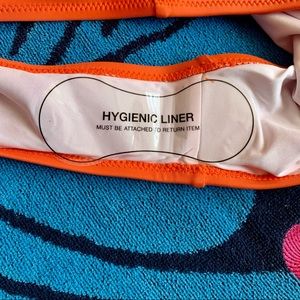 HYGIENIC LINER
MUST BE ATTACHED TO RETURN ITEM